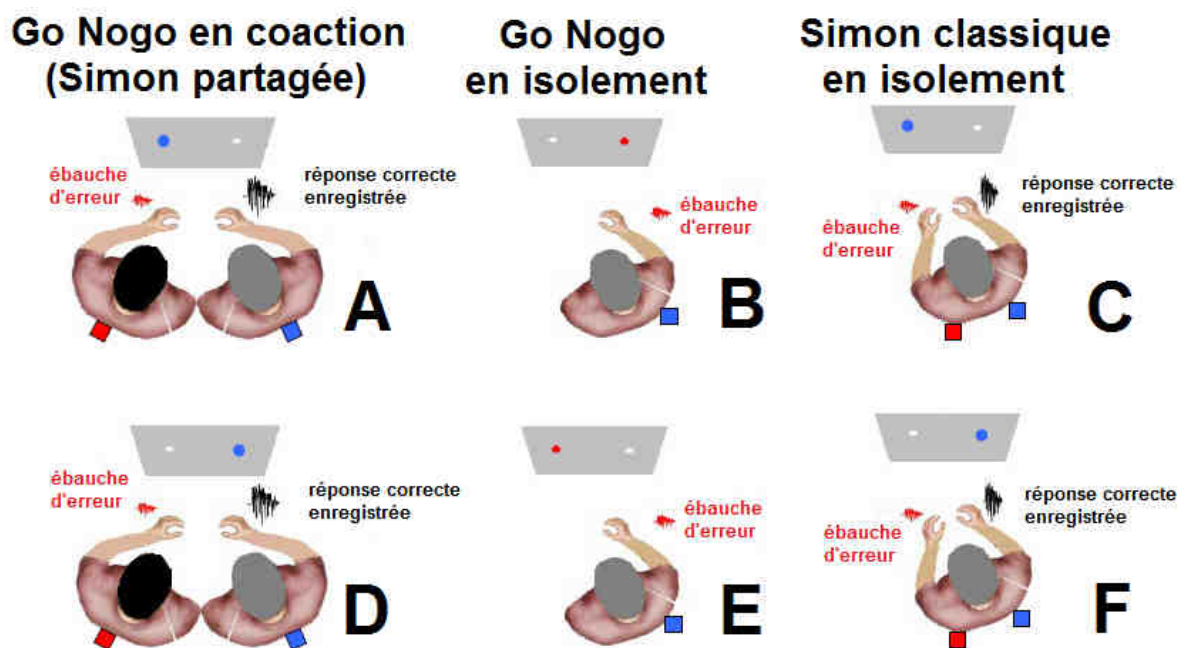 Go Nogo en coaction
(Simon partagée)
Go Nogo
en isolement
Simon classique
en isolement
ébauche
d'erreur
réponse correcte
enregistrée
A
ébauche
d'erreur
B
ébauche
d'erreur
réponse correcte
enregistrée
C
ébauche
d'erreur
réponse correcte
enregistrée
D
ébauche
d'erreur
E
ébauche
d'erreur
réponse correcte
enregistrée
F